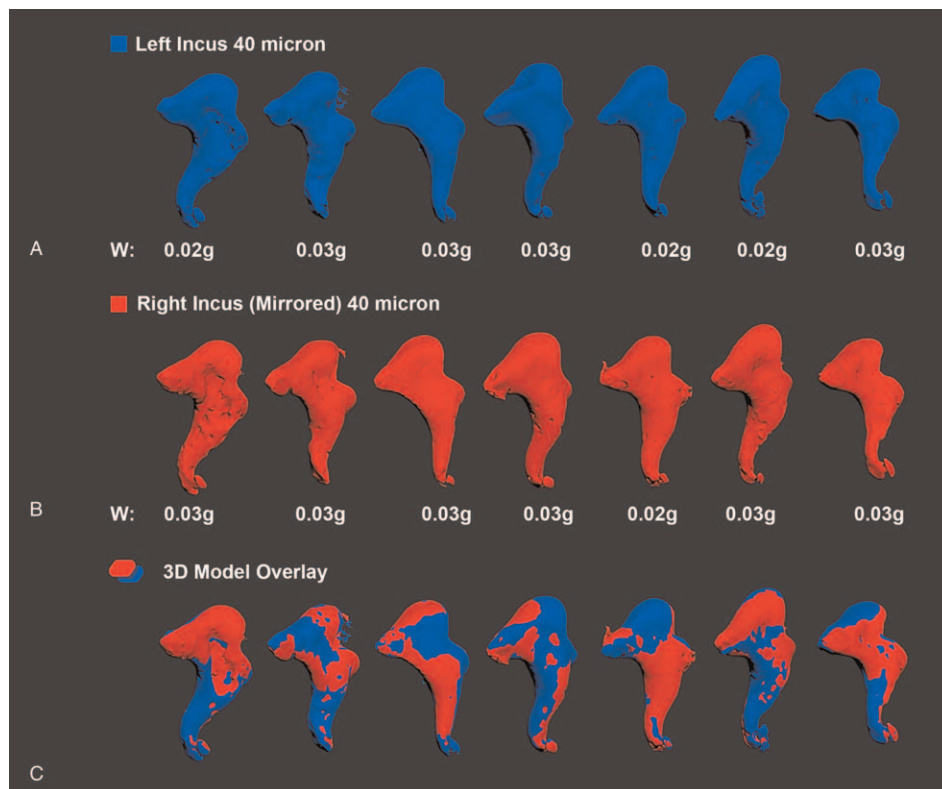 Left Incus 40 micron
A
W: 0.02g 0.03g 0.03g 0.03g 0.02g 0.02g 0.03g
Right Incus (Mirrored) 40 micron
B
W: 0.03g 0.03g 0.03g 0.03g 0.02g 0.03g 0.03g
3D Model Overlay
C